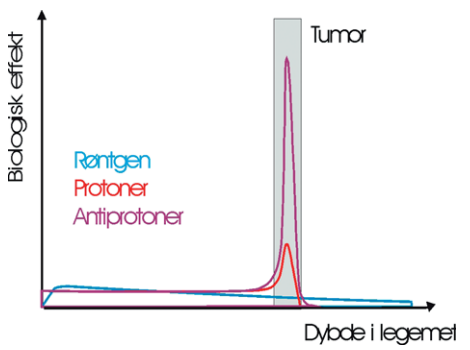 Biologisk effekt
Tumor
Røntgen
Protoner
Antiprotoner
Dybde i legemet